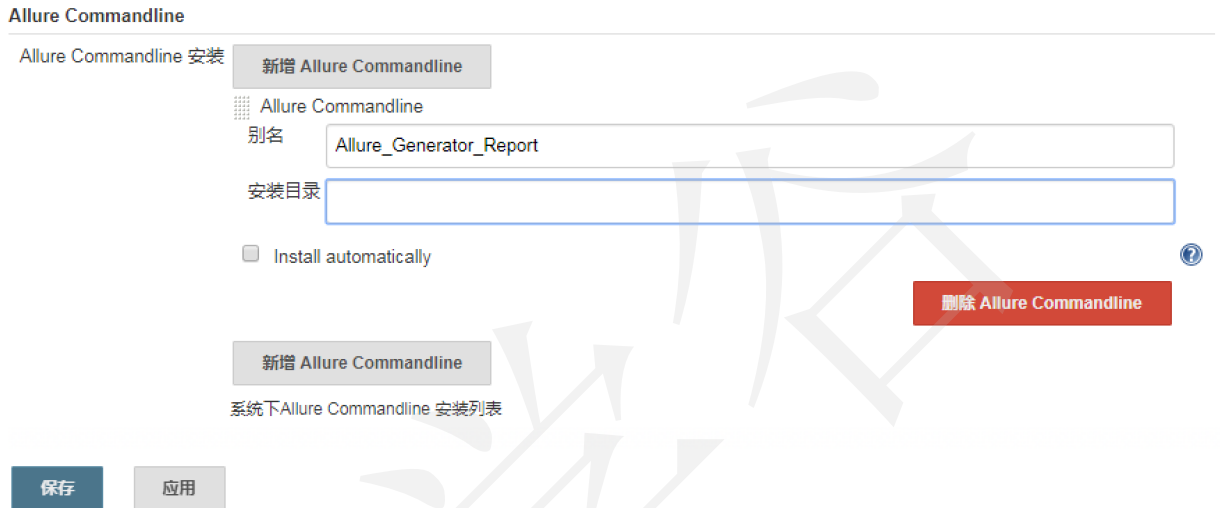 Allure Commandline
Allure Commandline 安装
新增 Allure Commandline
Allure Commandline
别名
Allure_Generator_Report
安装目录
Install automatically
?
删除 Allure Commandline
新增 Allure Commandline
系统下Allure Commandline 安装列表
保存
应用